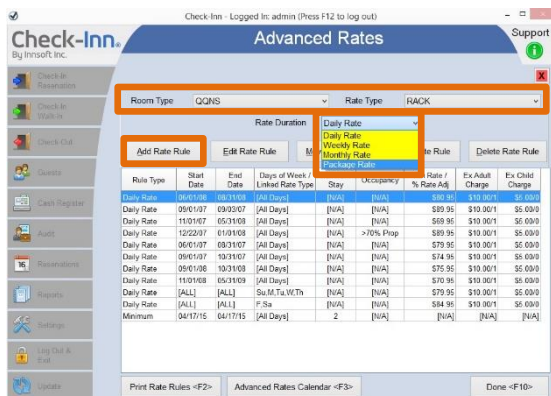 Check-Inn - Logged In: admin (Press F12 to log out)
Check-Inn®
By Innsoft Inc.
Advanced Rates
Support
X
Check-In Reservation
Check-In Walk-In
Check-Out
Guests
Cash Register
Audit
16 Reservations
Reports
Settings
Log Out & Exit
Update
Room Type QQNS Rate Type RACK
Rate Duration Daily Rate
Daily Rate
Weekly Rate
Monthly Rate
Package Rate
Add Rate Rule Edit Rate Rule Rule Delete Rate Rule
Rule Type Start Date End Date Days of Week / Linked Rate Type Stay Occupancy Rate / % Rate Adj Ex Adult Charge Ex Child Charge
Daily Rate 06/01/08 08/31/08 [All Days] [N/A] [N/A] $80.95 $10.00/1 $5.00/0
Daily Rate 09/01/07 09/03/07 [All Days] [N/A] [N/A] $89.95 $10.00/1 $5.00/0
Daily Rate 11/01/07 05/31/08 [All Days] [N/A] [N/A] $69.95 $10.00/1 $5.00/0
Daily Rate 12/22/07 01/01/08 [All Days] [N/A] >70% Prop $89.95 $10.00/1 $5.00/0
Daily Rate 06/01/07 08/31/07 [All Days] [N/A] [N/A] $79.95 $10.00/1 $5.00/0
Daily Rate 09/01/07 10/31/07 [All Days] [N/A] [N/A] $74.95 $10.00/1 $5.00/0
Daily Rate 09/01/08 10/31/08 [All Days] [N/A] [N/A] $75.95 $10.00/1 $5.00/0
Daily Rate 11/01/08 05/31/09 [All Days] [N/A] [N/A] $70.95 $10.00/1 $5.00/0
Daily Rate [ALL] [ALL] Su,M,Tu,W,Th [N/A] [N/A] $79.95 $10.00/1 $5.00/0
Daily Rate [ALL] [ALL] F,Sa [N/A] [N/A] $84.95 $10.00/1 $5.00/0
Minimum 04/17/15 04/17/15 [All Days] 2 [N/A] [N/A] [N/A] [N/A]
Print Rate Rules <F2> Advanced Rates Calendar <F3> Done <F10>